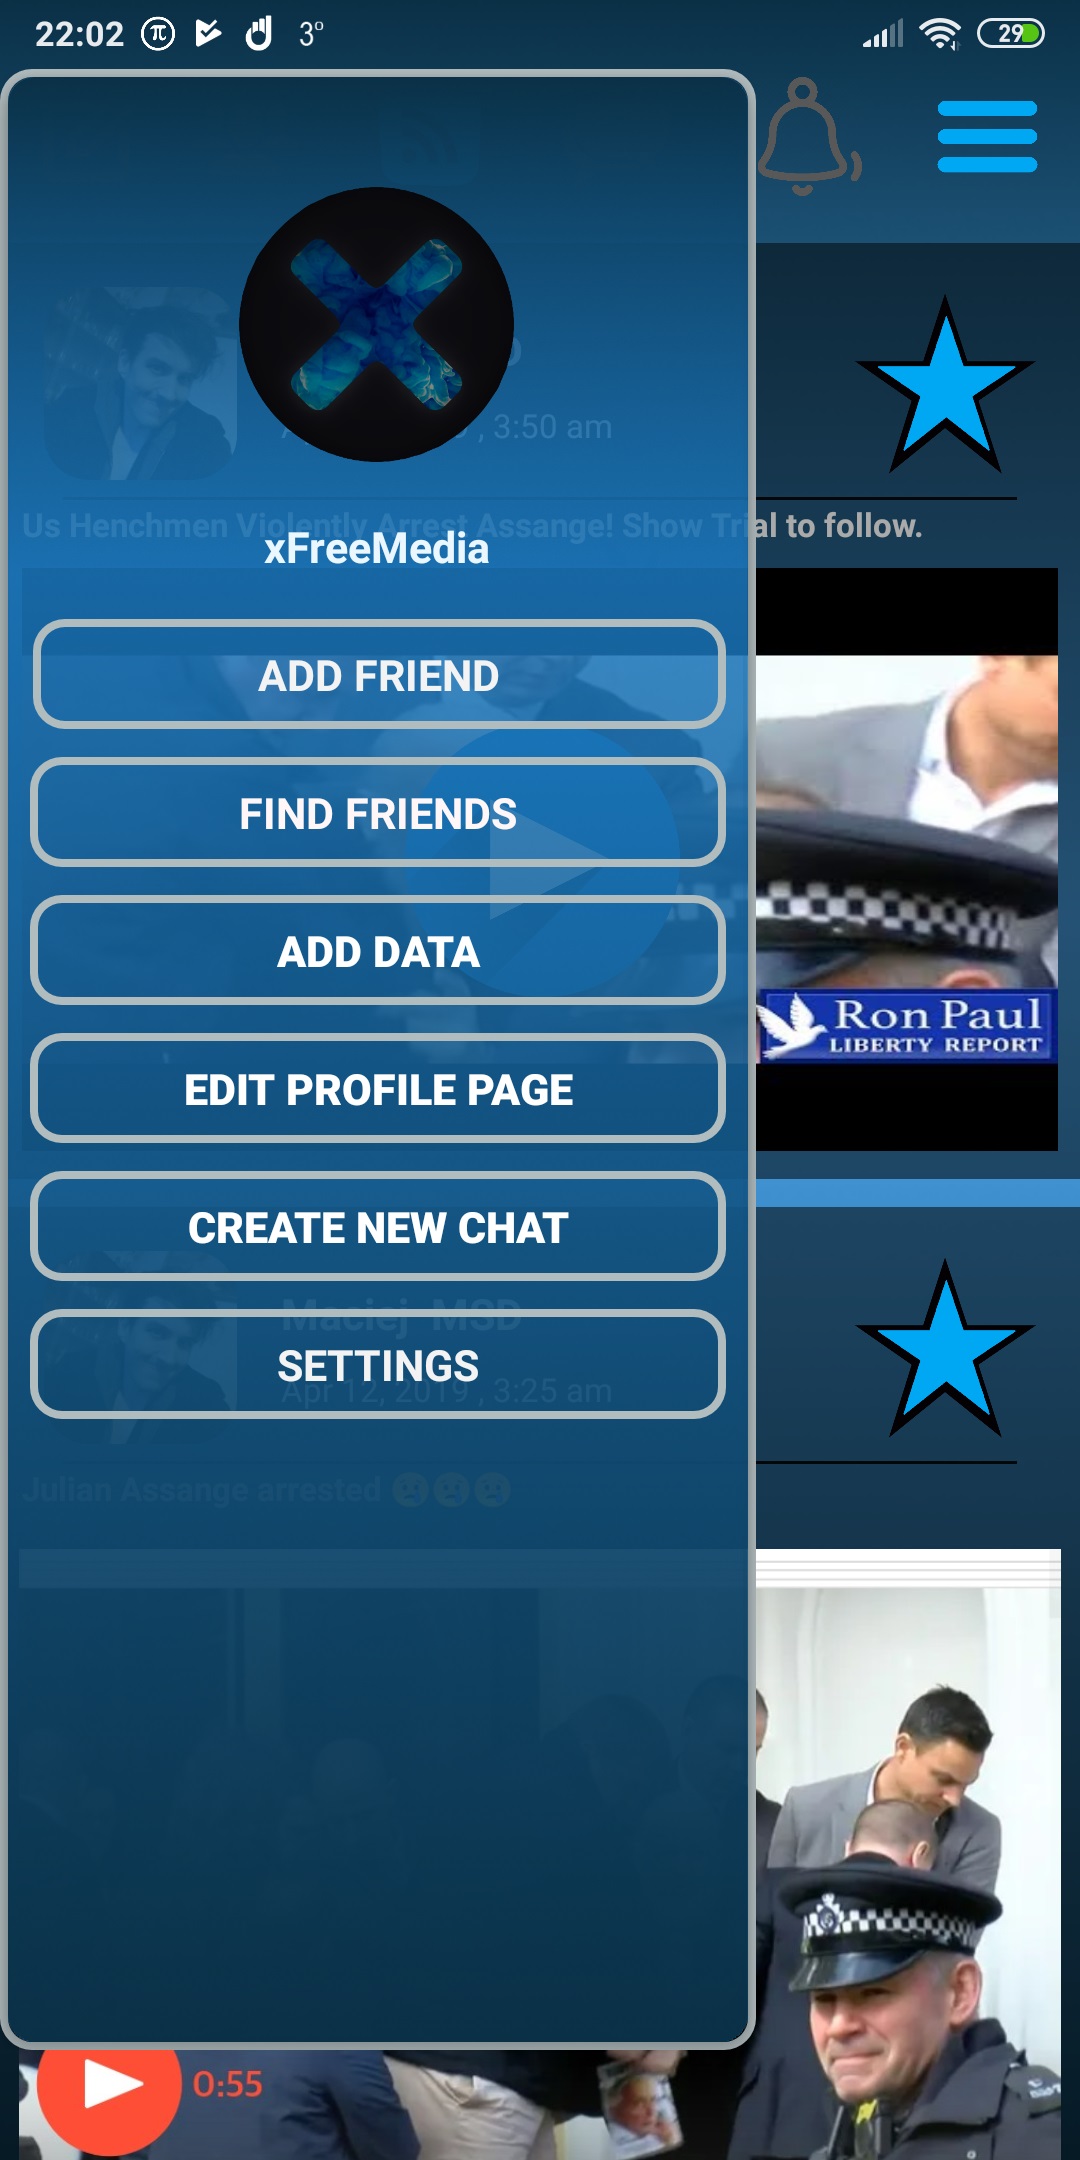 22:02 3°
29
, 3:50 am
Us Henchmen Violently Arrest Assange! Show Trial to follow.
xFreeMedia
ADD FRIEND
FIND FRIENDS
ADD DATA
Ron Paul
LIBERTY REPORT
EDIT PROFILE PAGE
CREATE NEW CHAT
Maciej MSD
SETTINGS
Apr 12, 2019 , 3:25 am
Julian Assange arrested 😢😢😢
0:55